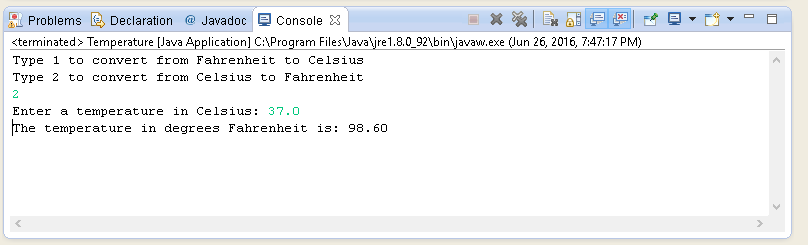 Problems Declaration @ Javadoc Console
<terminated> Temperature [Java Application] C:\Program Files\Java\jre1.8.0_92\bin\javaw.exe (Jun 26, 2016, 7:47:17 PM)
Type 1 to convert from Fahrenheit to Celsius
Type 2 to convert from Celsius to Fahrenheit
2
Enter a temperature in Celsius: 37.0
The temperature in degrees Fahrenheit is: 98.60